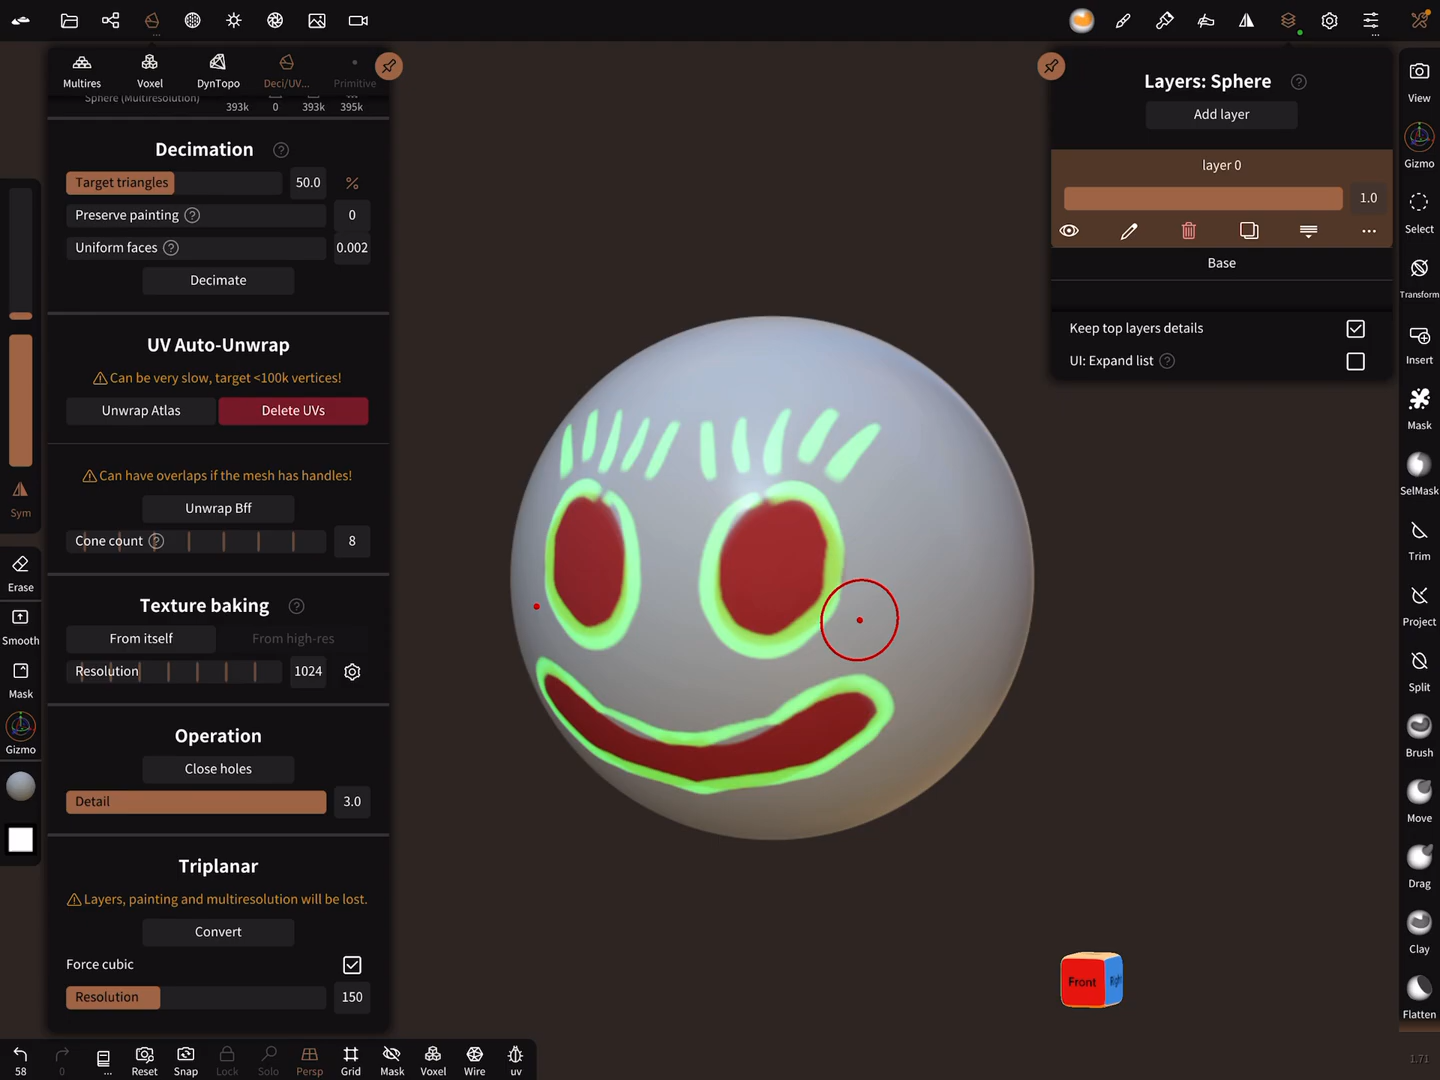 Multires
Voxel
DynTopo
Deci/UV...
Primitive
Sphere (Multiresolution)
393k
0
393k
395k
Decimation
Target triangles
50.0
%
Preserve painting
0
Uniform faces
0.002
Decimate
UV Auto-Unwrap
Can be very slow, target <100k vertices!
Unwrap Atlas
Delete UVs
Can have overlaps if the mesh has handles!
Unwrap Bff
Cone count
8
Texture baking
From itself
From high-res
Resolution
1024
Operation
Close holes
Detail
3.0
Triplanar
Layers, painting and multiresolution will be lost.
Convert
Force cubic
Resolution
150
Sym
Erase
Smooth
Mask
Gizmo
Layers: Sphere
Add layer
layer 0
1.0
Base
Keep top layers details
UI: Expand list
View
Gizmo
Select
Transform
Insert
Mask
SelMask
Trim
Project
Split
Brush
Move
Drag
Clay
Flatten
Front
Right
58
0
...
Reset
Snap
Lock
Solo
Persp
Grid
Mask
Voxel
Wire
uv
1.71